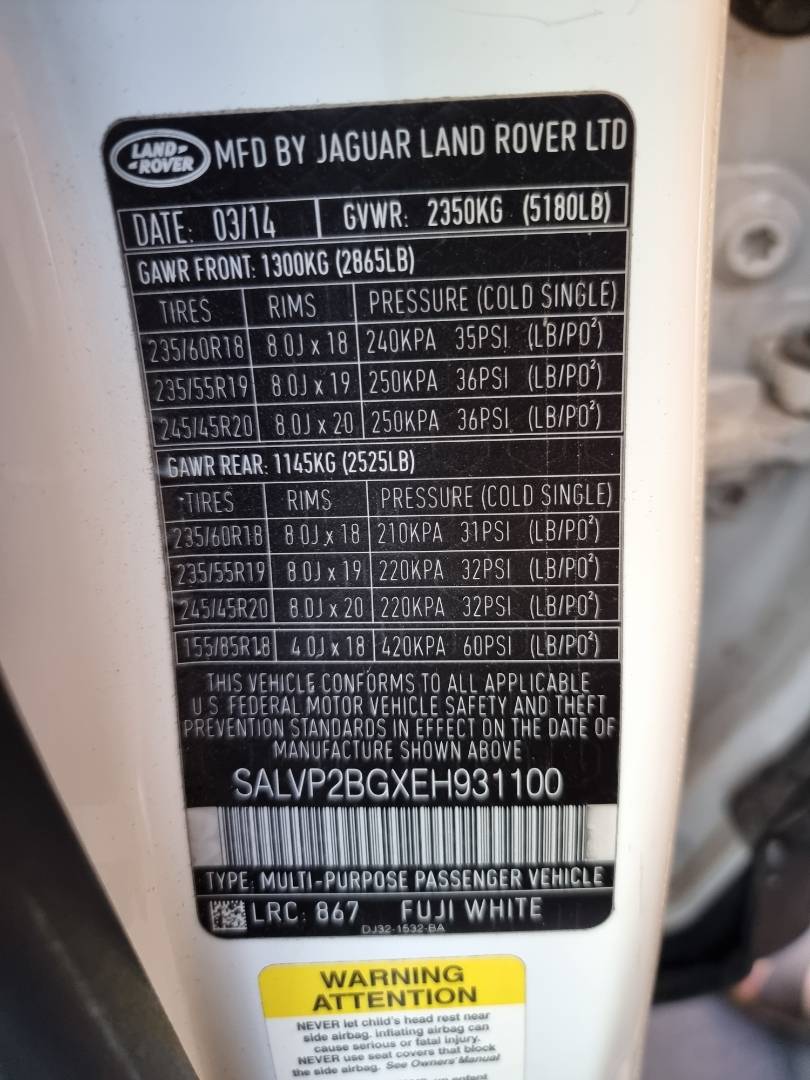 LAND- -ROVER MFD BY JAGUAR LAND ROVER LTD
DATE: 03/14 GVWR: 2350KG (5180LB)
GAWR FRONT: 1300KG (2865LB)
TIRES RIMS PRESSURE (COLD SINGLE)
235/60R18 8.0J x 18 240KPA 35PSI (LB/PO²)
235/55R19 8.0J x 19 250KPA 36PSI (LB/PO²)
245/45R20 8.0J x 20 250KPA 36PSI (LB/PO²)
GAWR REAR: 1145KG (2525LB)
TIRES RIMS PRESSURE (COLD SINGLE)
235/60R18 8.0J x 18 210KPA 31PSI (LB/PO²)
235/55R19 8.0J x 19 220KPA 32PSI (LB/PO²)
245/45R20 8.0J x 20 220KPA 32PSI (LB/PO²)
155/85R18 4.0J x 18 420KPA 60PSI (LB/PO²)
THIS VEHICLE CONFORMS TO ALL APPLICABLE
U.S. FEDERAL MOTOR VEHICLE SAFETY AND THEFT
PREVENTION STANDARDS IN EFFECT ON THE DATE OF
MANUFACTURE SHOWN ABOVE
SALVP2BGXEH931100
TYPE: MULTI-PURPOSE PASSENGER VEHICLE
LRC: 867 FUJI WHITE
DJ32-1532-BA
WARNING
ATTENTION
NEVER let child's head rest near
side airbag. Inflating airbag can
cause serious or fatal injury.
NEVER use seat covers that block
the side airbag. See Owners' Manual
enfant